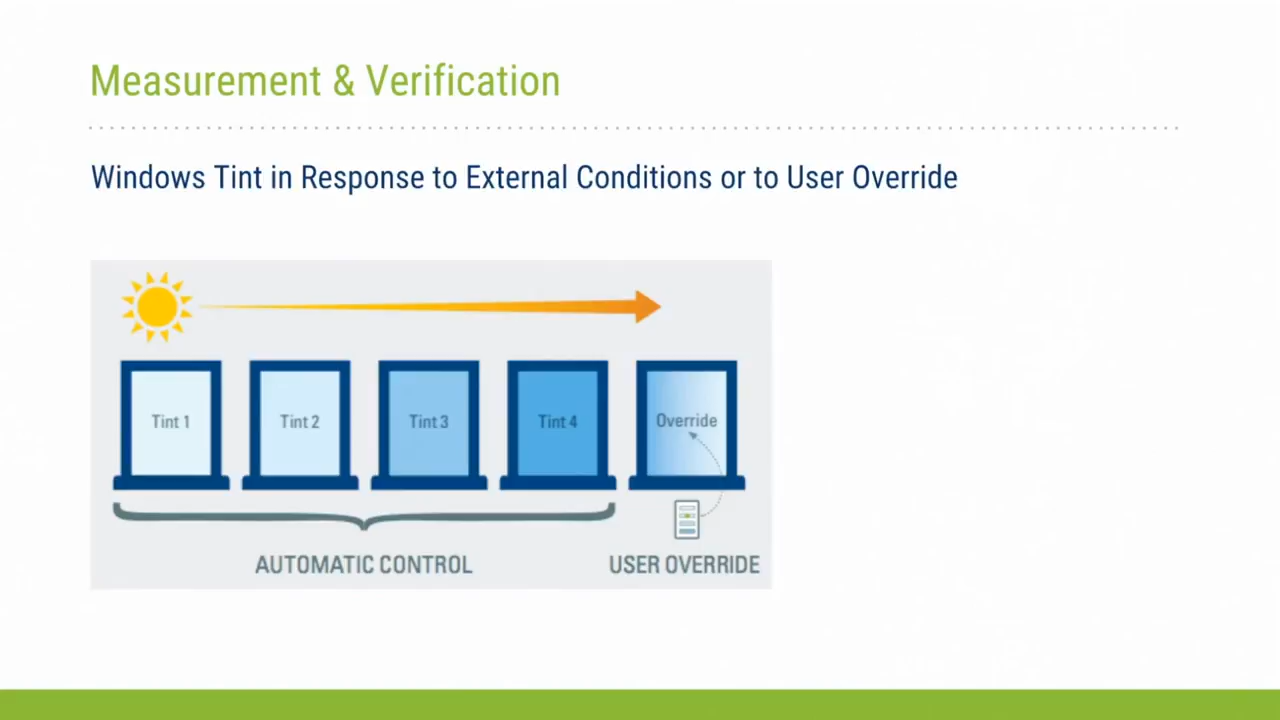 Measurement & Verification
Windows Tint in Response to External Conditions or to User Override
Tint 1
Tint 2
Tint 3
Tint 4
Override
AUTOMATIC CONTROL
USER OVERRIDE